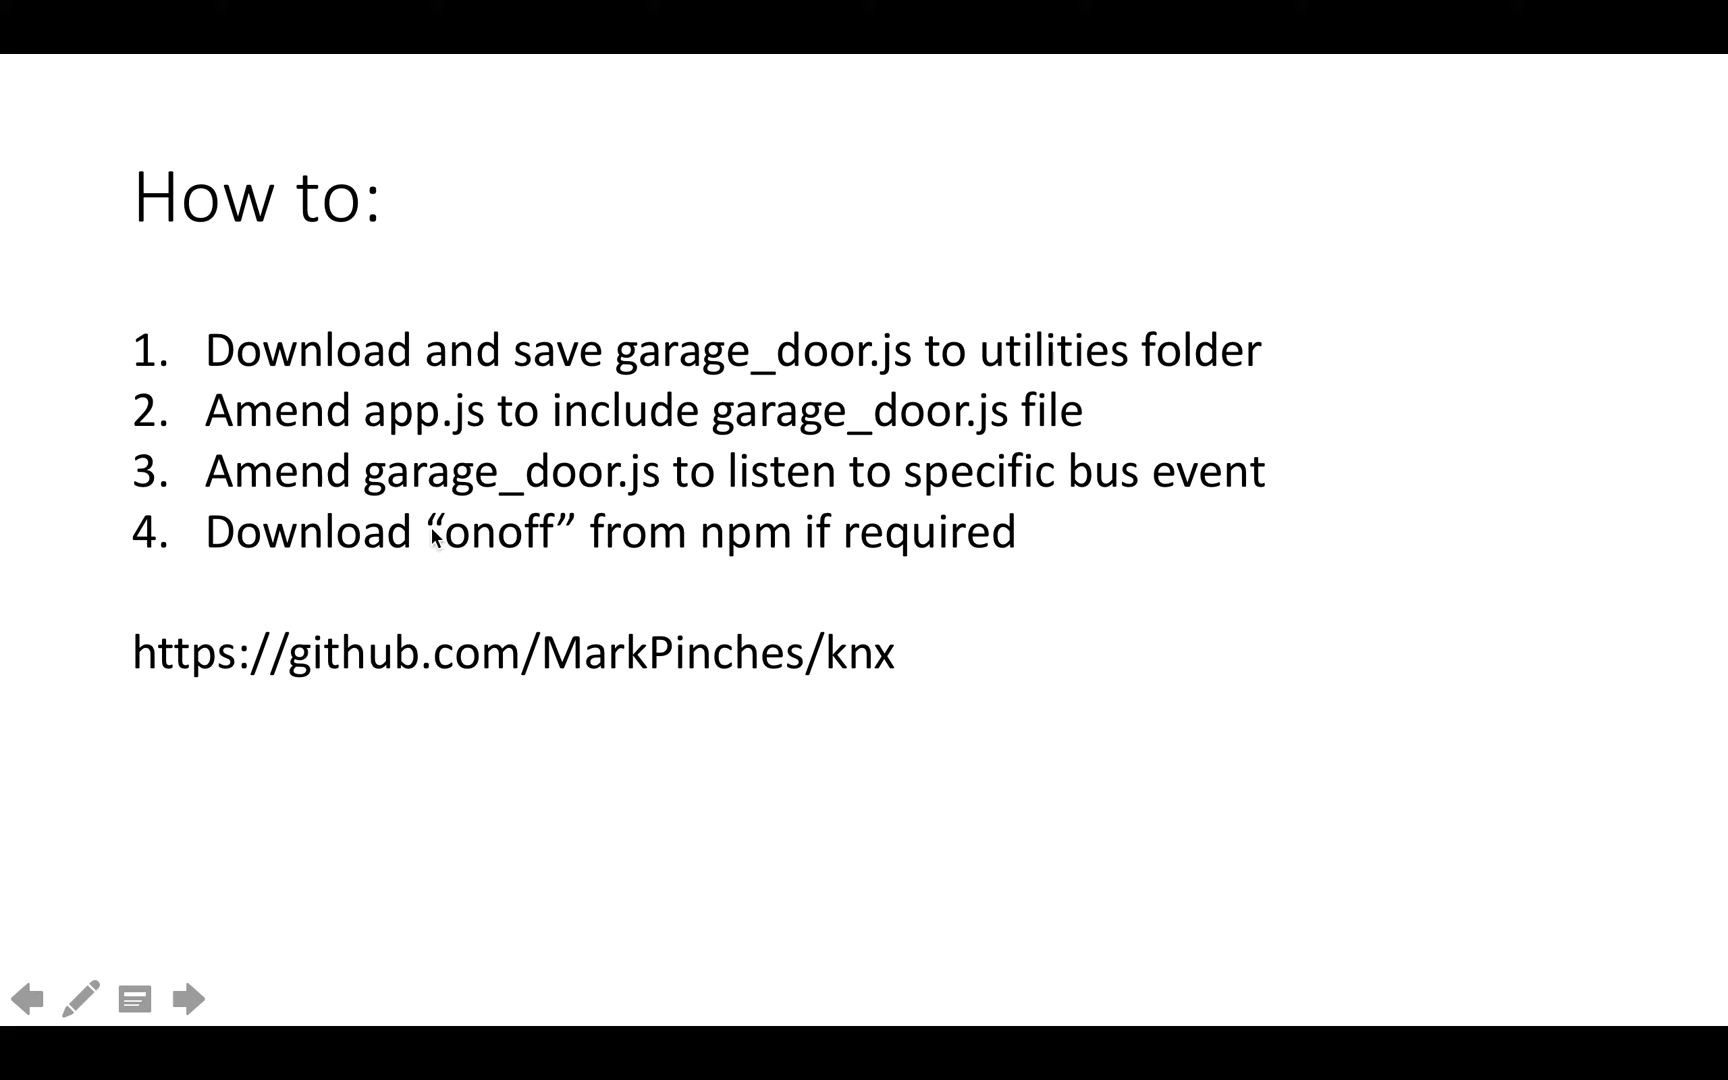 How to:
1. Download and save garage_door.js to utilities folder
2. Amend app.js to include garage_door.js file
3. Amend garage_door.js to listen to specific bus event
4. Download “onoff” from npm if required
https://github.com/MarkPinches/knx